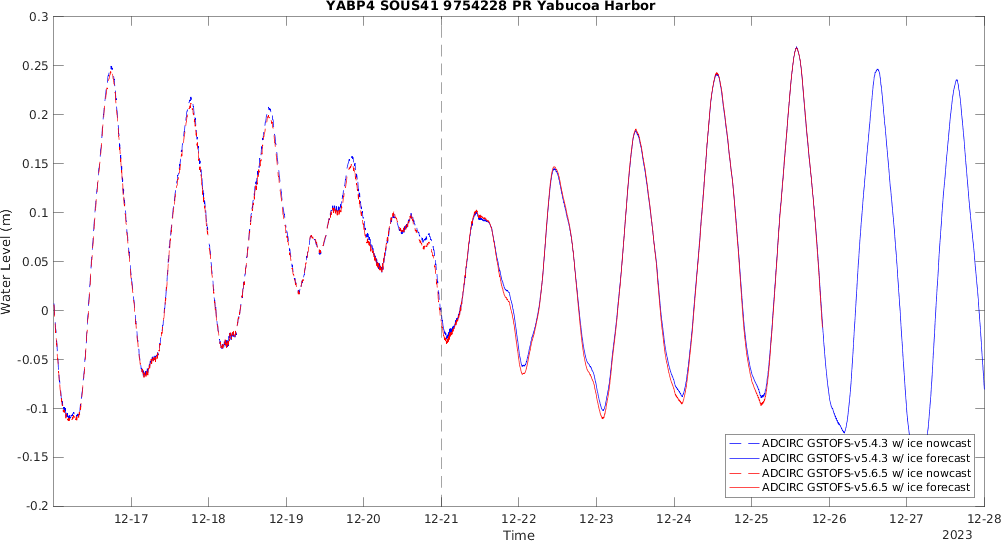 YABP4 SOUS41 9754228 PR Yabucoa Harbor
0.3
0.25
0.2
0.15
0.1
0.05
0
-0.05
-0.1
-0.15
-0.2
Water Level (m)
ADCIRC GSTOFS-v5.4.3 w/ ice nowcast
ADCIRC GSTOFS-v5.4.3 w/ ice forecast
ADCIRC GSTOFS-v5.6.5 w/ ice nowcast
ADCIRC GSTOFS-v5.6.5 w/ ice forecast
12-17 12-18 12-19 12-20 12-21 12-22 12-23 12-24 12-25 12-26 12-27 12-28
Time
2023